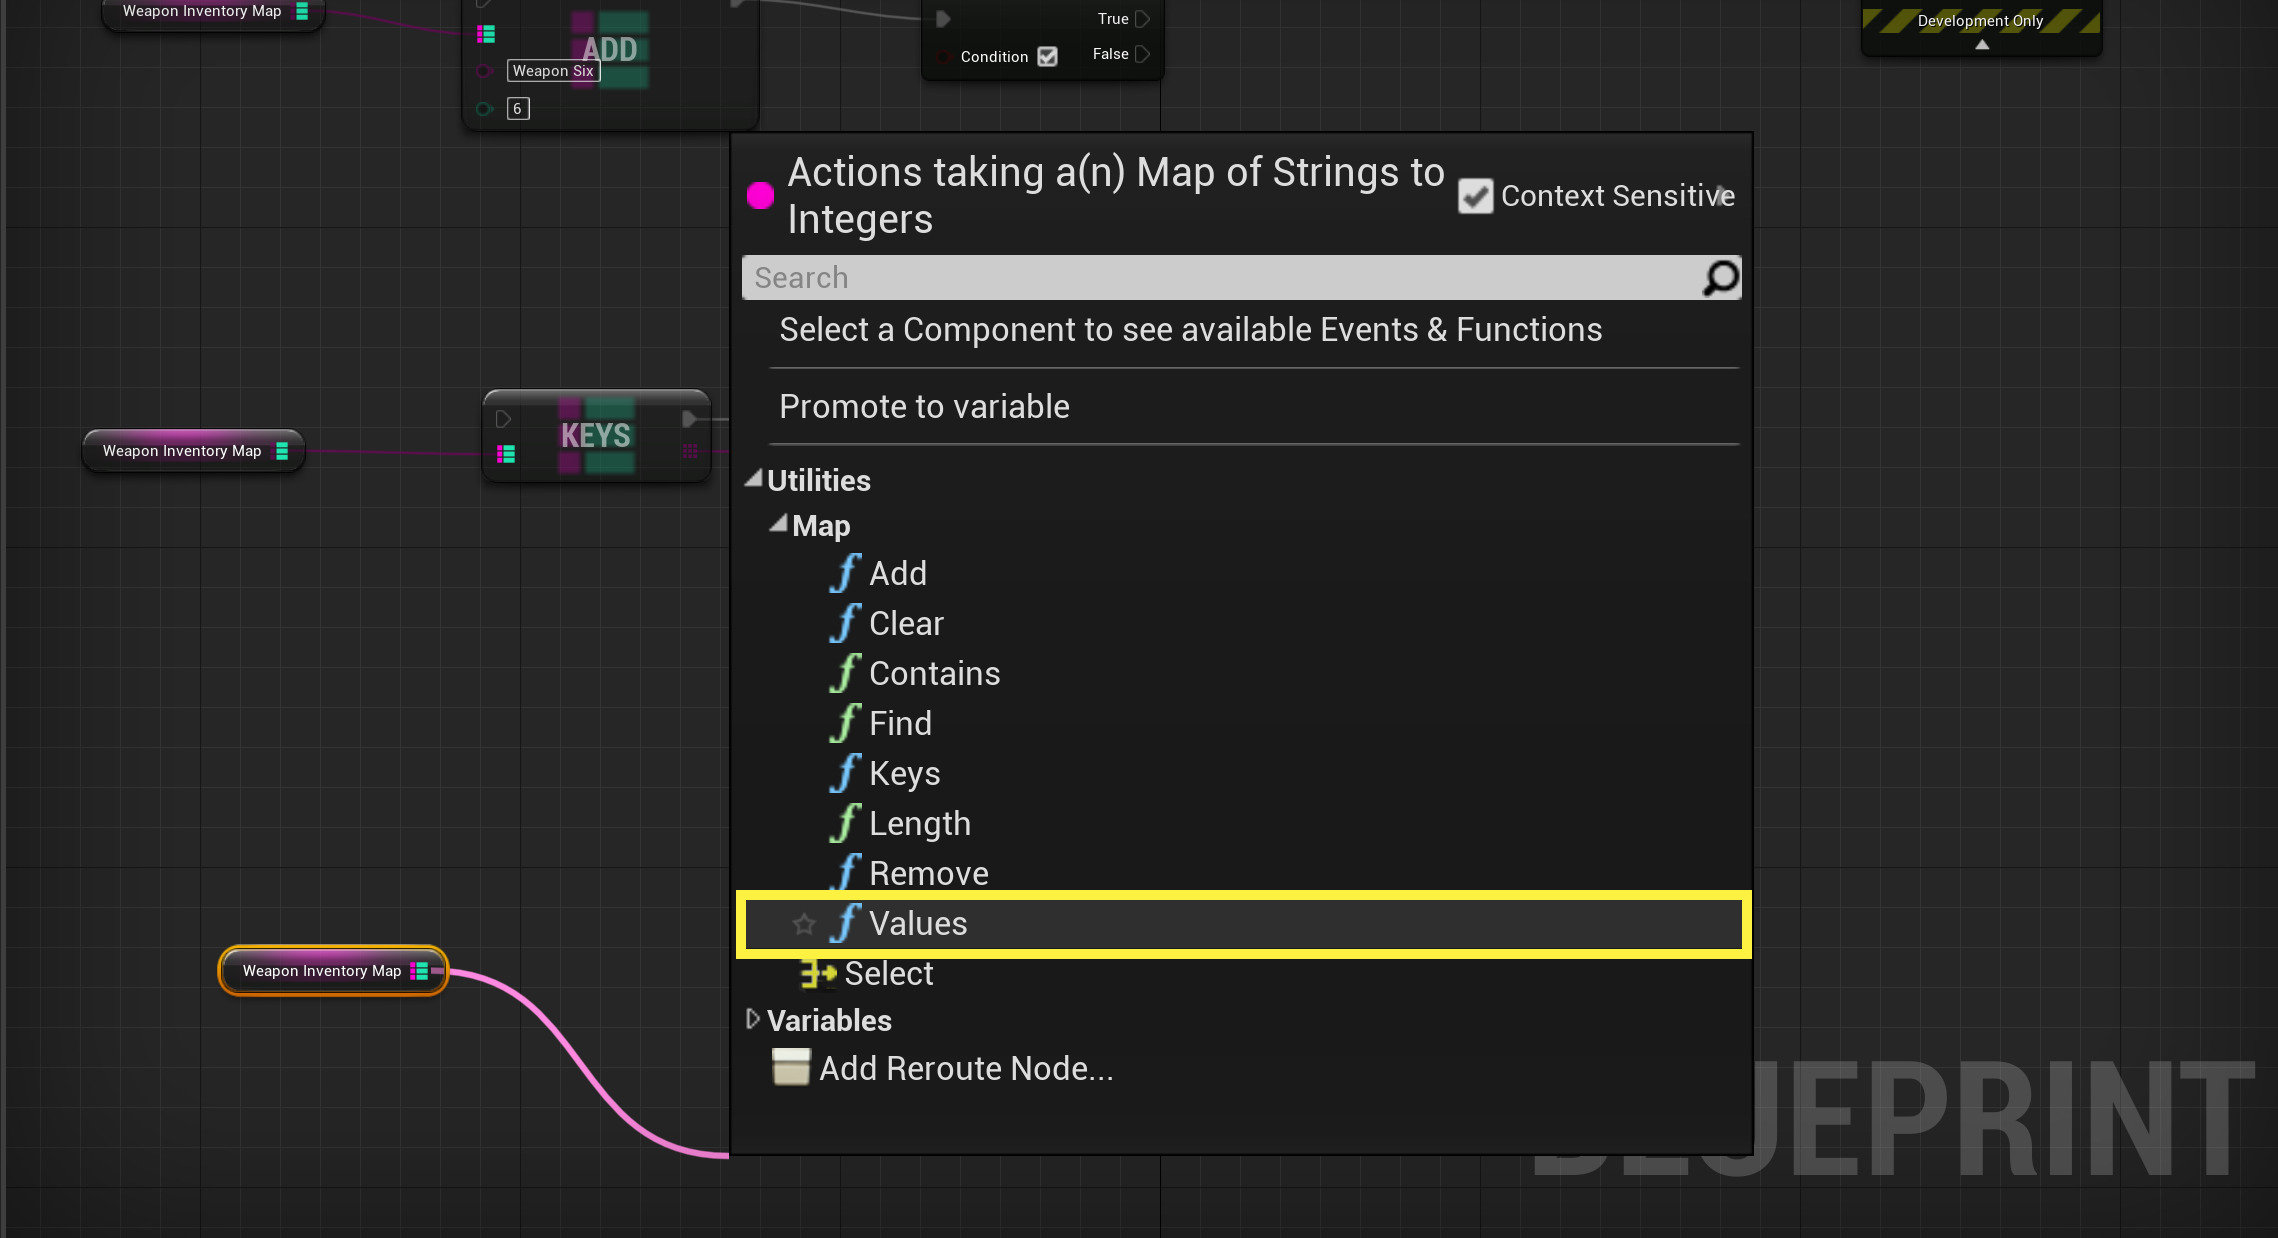 Weapon Inventory Map
ADD
Weapon Six
6
True
Condition
False
Development Only
Actions taking a(n) Map of Strings to
Integers
Context Sensitive
Search
Select a Component to see available Events & Functions
Promote to variable
Weapon Inventory Map
KEYS
Utilities
Map
Add
Clear
Contains
Find
Keys
Length
Remove
Values
Select
Weapon Inventory Map
Variables
Add Reroute Node...
BLUEPRINT